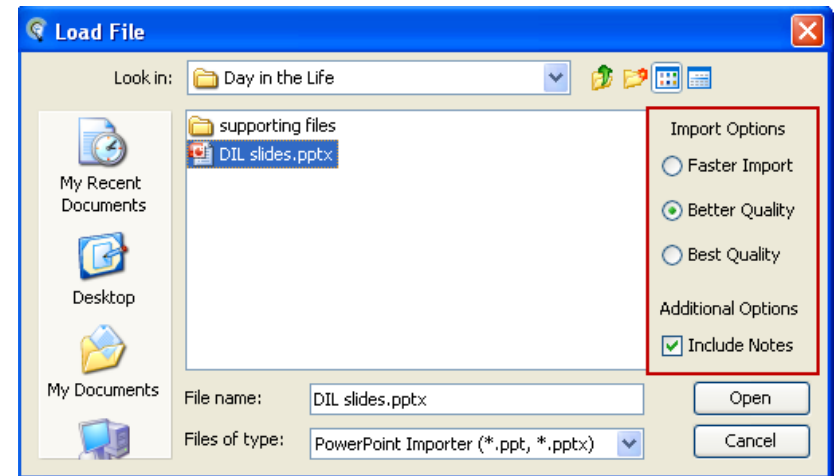 Load File
Look in:
Day in the Life
supporting files
DIL slides.pptx
My Recent
Documents
Desktop
My Documents
Import Options
Faster Import
Better Quality
Best Quality
Additional Options
Include Notes
File name:
DIL slides.pptx
Open
Files of type:
PowerPoint Importer (*.ppt, *.pptx)
Cancel